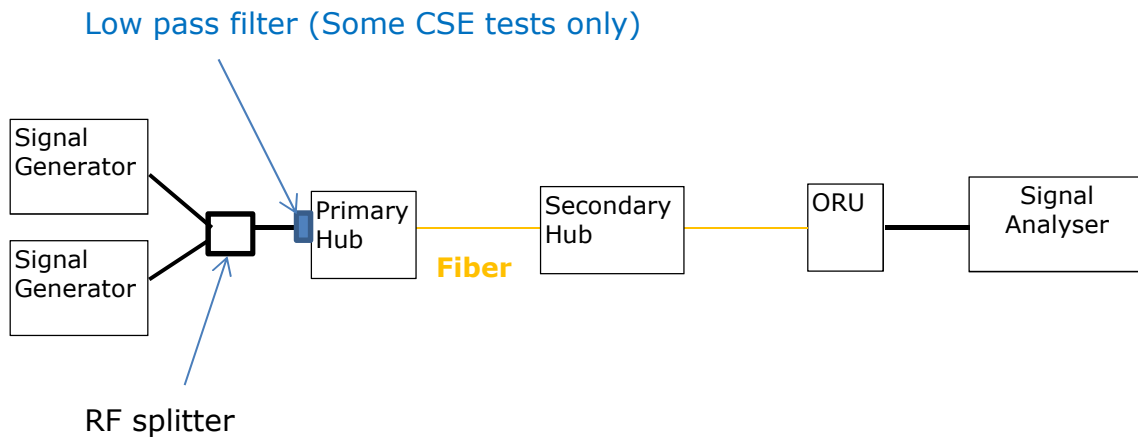 Low pass filter (Some CSE tests only)
Signal
Generator
Signal
Generator
Primary
Hub
Fiber
Secondary
Hub
ORU
Signal
Analyser
RF splitter